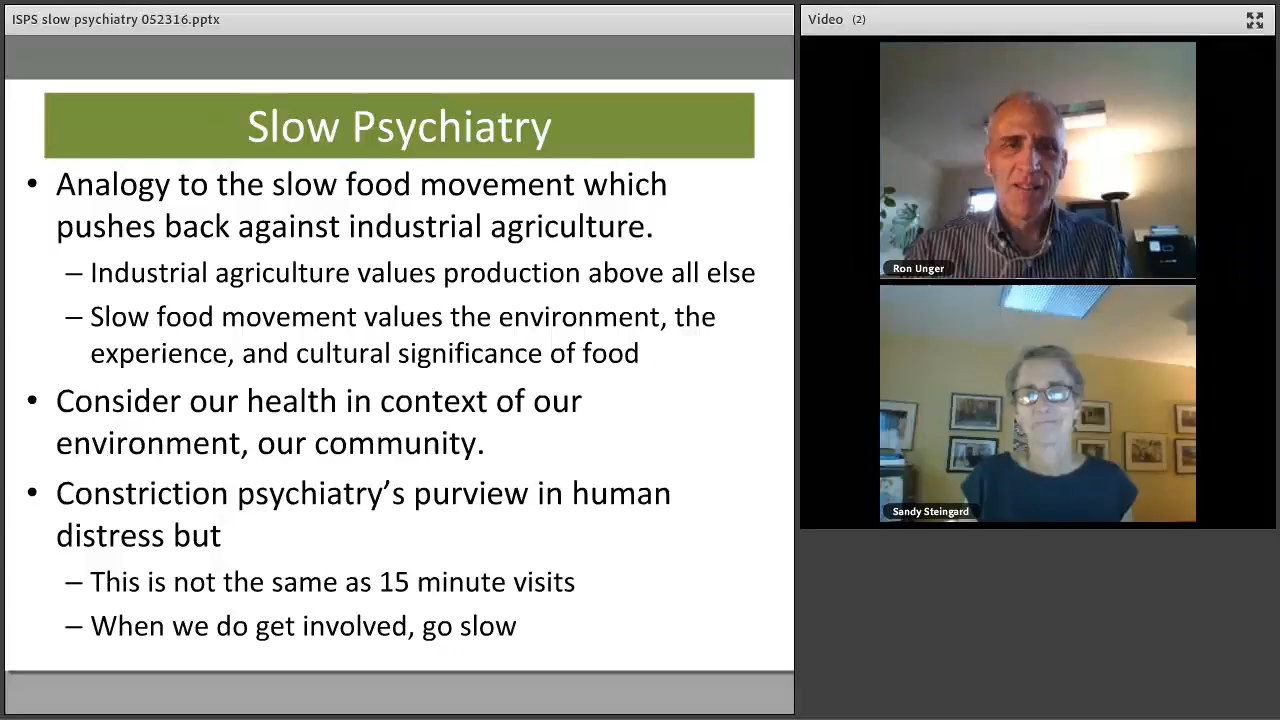 ISPS slow psychiatry 052316.pptx
Slow Psychiatry
• Analogy to the slow food movement which
pushes back against industrial agriculture.
– Industrial agriculture values production above all else
– Slow food movement values the environment, the
experience, and cultural significance of food
• Consider our health in context of our
environment, our community.
• Constriction psychiatry’s purview in human
distress but
– This is not the same as 15 minute visits
– When we do get involved, go slow
Video (2)
Ron Unger
Sandy Steingard